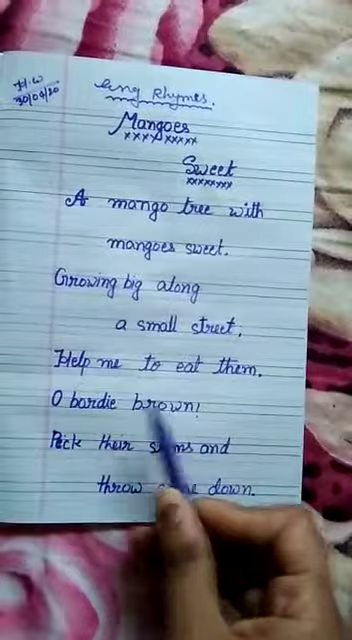 H.W
30/04/20
Eng Rhymes.
Mangoes
Sweet
A mango tree with
mangoes sweet.
Growing big along
a small street.
Help me to eat them.
O bardie brown!
Pick their and
throw down.